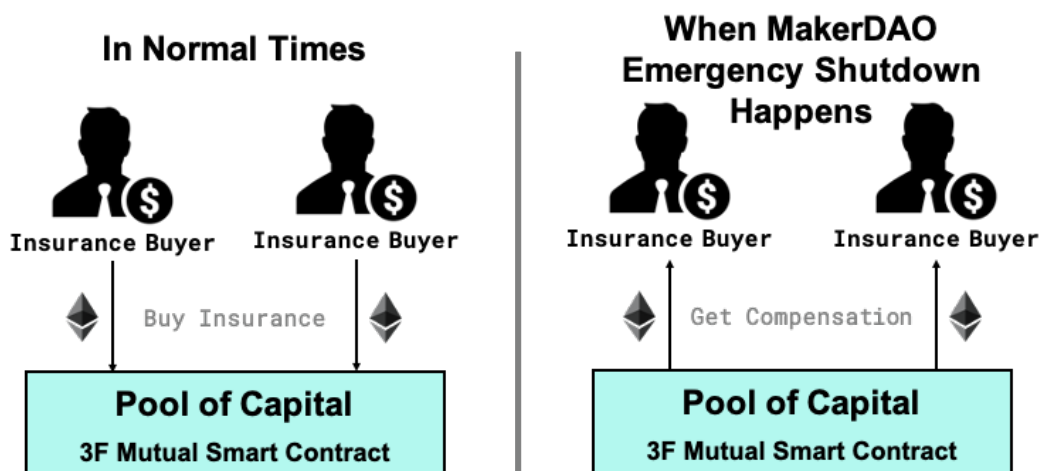 In Normal Times
$
$
Insurance Buyer
Insurance Buyer
Buy Insurance
Pool of Capital
3F Mutual Smart Contract
When MakerDAO
Emergency Shutdown
Happens
$
$
Insurance Buyer
Insurance Buyer
Get Compensation
Pool of Capital
3F Mutual Smart Contract